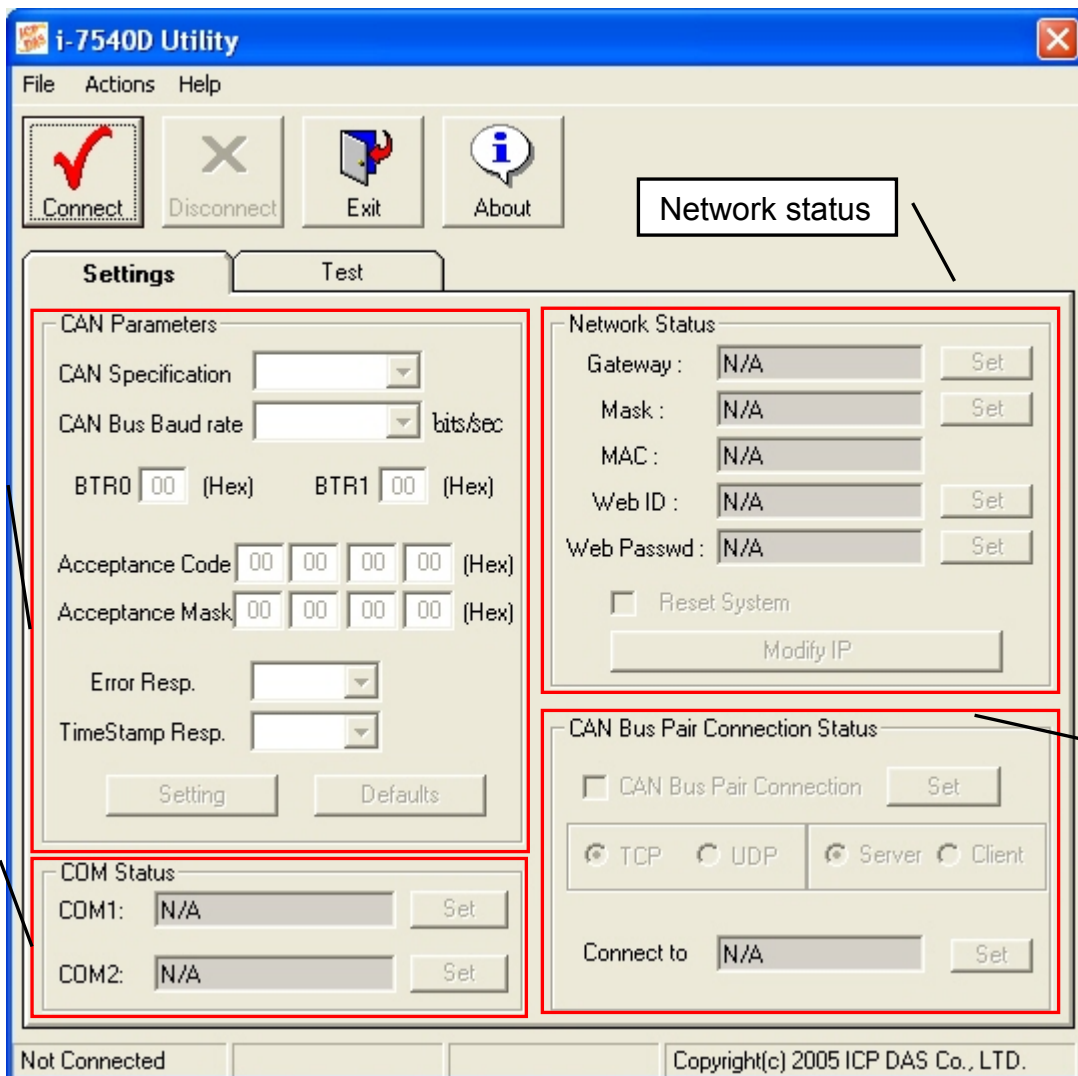 ICP DAS i-7540D Utility
File Actions Help
Connect Disconnect Exit About
Network status
Settings Test
CAN Parameters
CAN Specification
CAN Bus Baud rate bits/sec
BTR0 00 (Hex) BTR1 00 (Hex)
Acceptance Code 00 00 00 00 (Hex)
Acceptance Mask 00 00 00 00 (Hex)
Error Resp.
TimeStamp Resp.
Setting Defaults
COM Status
COM1: N/A Set
COM2: N/A Set
Network Status
Gateway : N/A Set
Mask : N/A Set
MAC : N/A
Web ID : N/A Set
Web Passwd : N/A Set
Reset System
Modify IP
CAN Bus Pair Connection Status
CAN Bus Pair Connection Set
TCP UDP Server Client
Connect to N/A Set
Not Connected Copyright(c) 2005 ICP DAS Co., LTD.